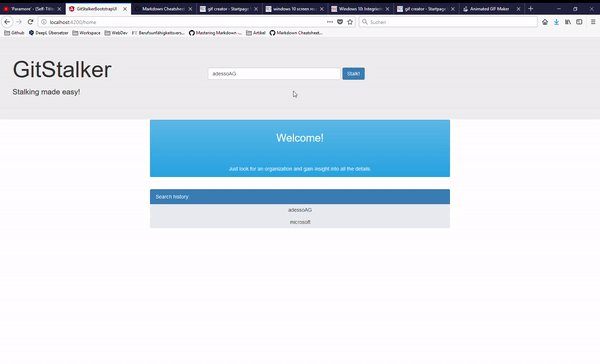 'Paramore' - (Self-Title
GitStalkerBootstrapUI
Markdown Cheatsheet
gif creator - Startpage
windows 10 screen re
Windows 10: Integriert
gif creator - Startpage
Animated GIF Maker
localhost:4200/home
Suchen
Github
DeepL Übersetzer
Workspace
WebDev
Berufsunfähigkeitsvers...
Mastering Markdown ...
Artikel
Markdown Cheatsheet...
GitStalker
Stalking made easy!
adessoAG
Stalk!
Welcome!
Just look for an organization and gain insight into all the details.
Search history:
adessoAG
microsoft